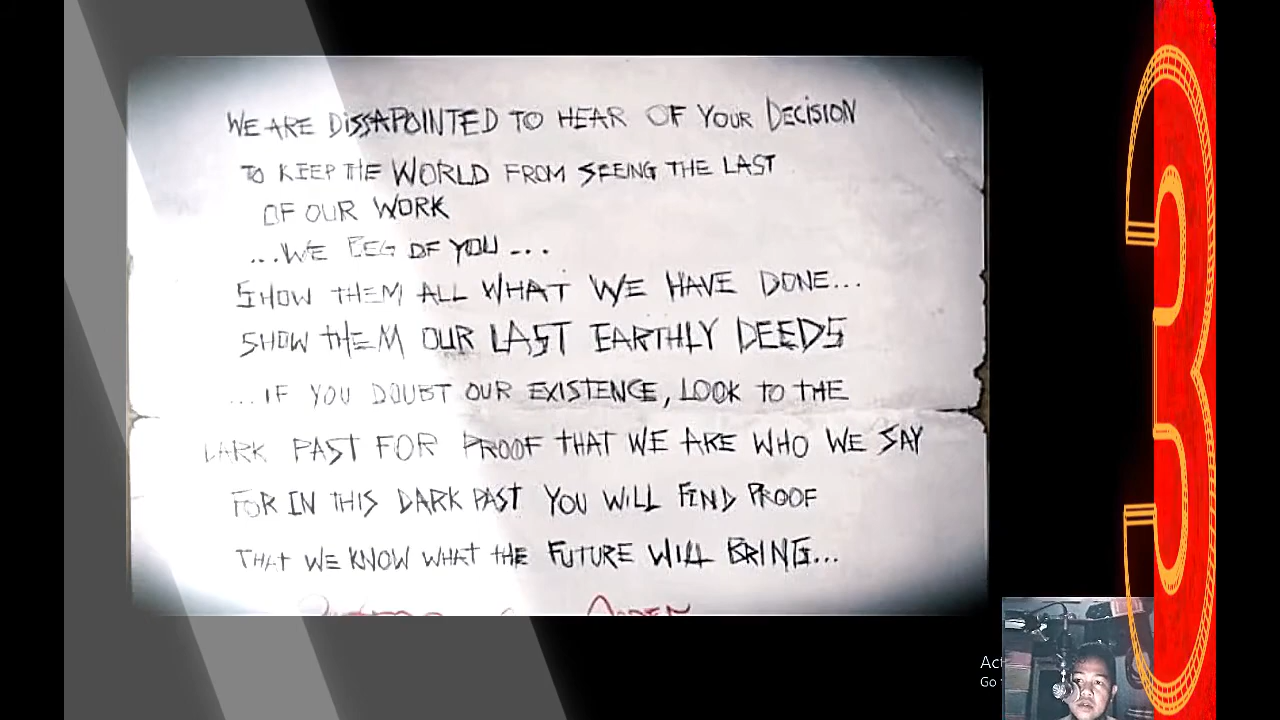 WE ARE DISSAPOINTED TO HEAR OF YOUR DECISION
TO KEEP THE WORLD FROM SEEING THE LAST
OF OUR WORK
...WE BEG OF YOU...
SHOW THEM ALL WHAT WE HAVE DONE...
SHOW THEM OUR LAST EARTHLY DEEDS
...IF YOU DOUBT OUR EXISTENCE, LOOK TO THE
DARK PAST FOR PROOF THAT WE ARE WHO WE SAY
FOR IN THIS DARK PAST YOU WILL FIND PROOF
THAT WE KNOW WHAT THE FUTURE WILL BRING...
3
Act
Go